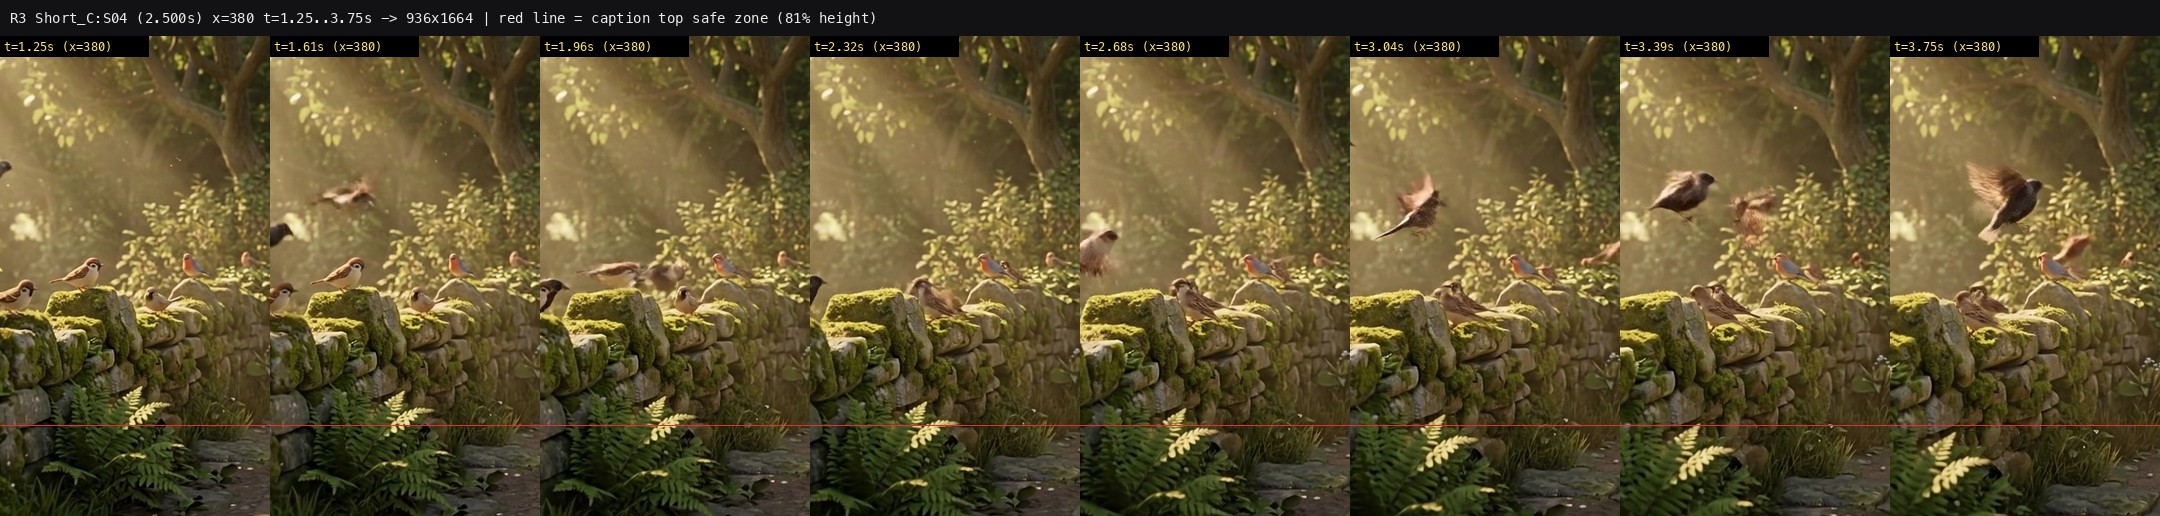 R3 Short_C:S04 (2.500s) x=380 t=1.25..3.75s —> 936x1664 | red line = caption top safe zone (81% height)
t=1.25s (x=380)
t=1.61s (x=380)
t=1.96s (x=380)
t=2.32s (x=380)
t=2.68s (x=380)
t=3.04s (x=380)
t=3.39s (x=380)
t=3.75s (x=380)